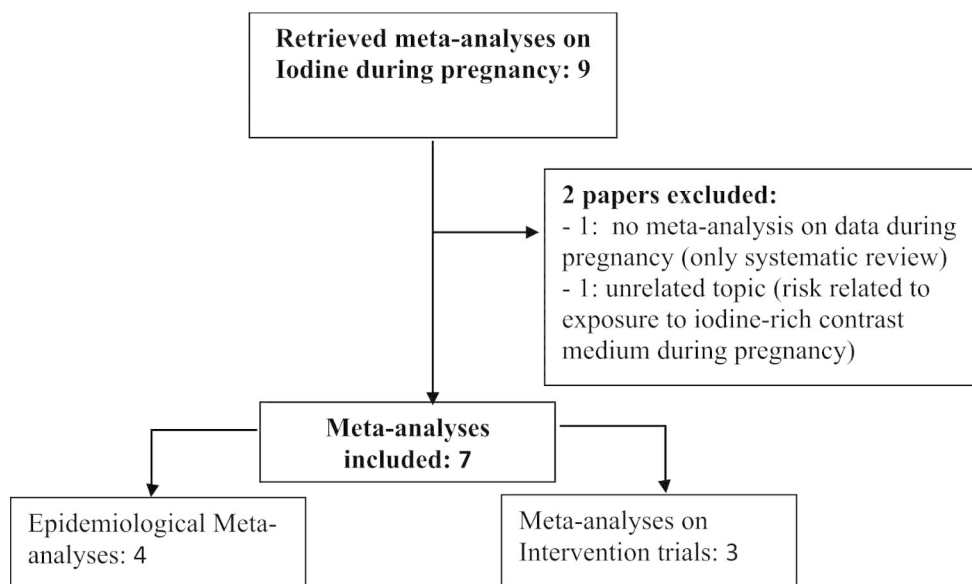 Retrieved meta-analyses on
Iodine during pregnancy: 9
2 papers excluded:
- 1:  no meta-analysis on data during
pregnancy (only systematic review)
- 1: unrelated topic (risk related to
exposure to iodine-rich contrast
medium during pregnancy)
Meta-analyses
included: 7
Epidemiological Meta-
analyses: 4
Meta-analyses on
Intervention trials: 3